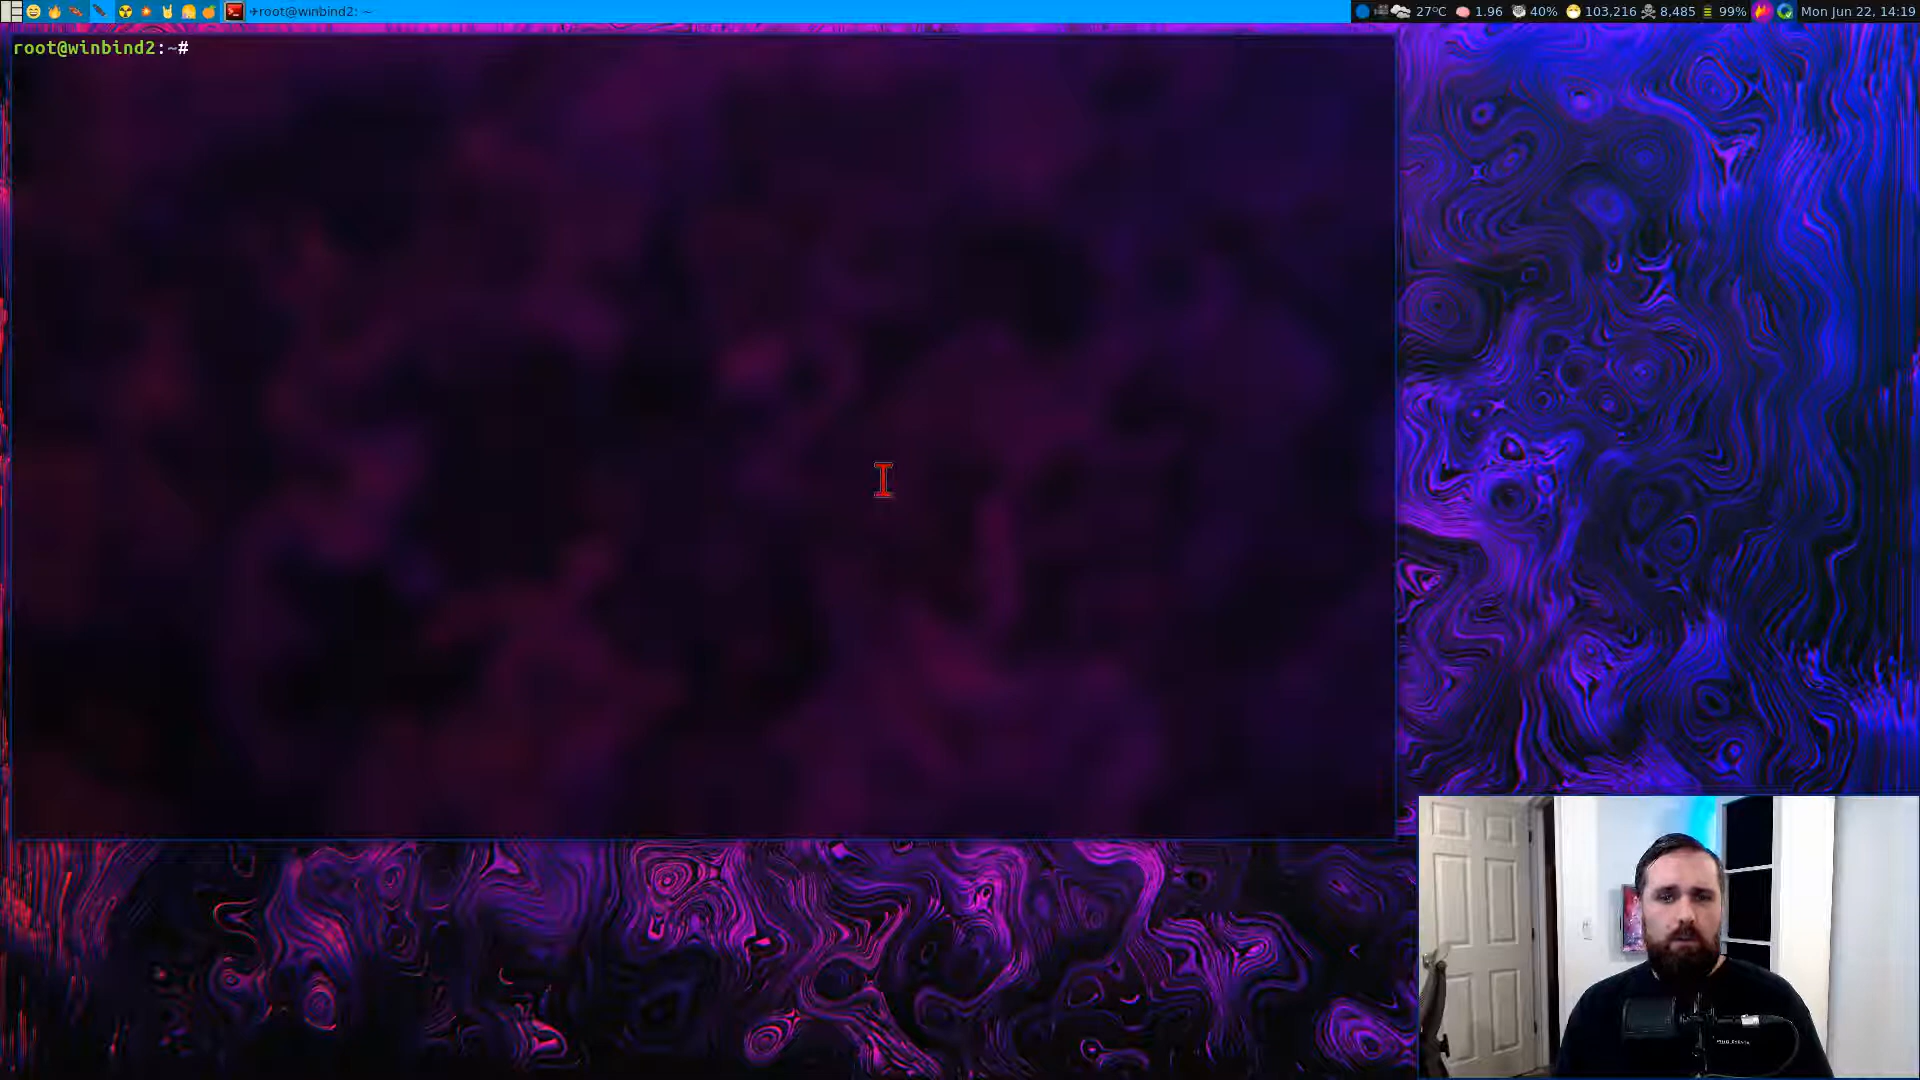 root@winbind2: ~
27°C 1.96 40% 103,216 8,485 99% Mon Jun 22, 14:19
root@winbind2:~#